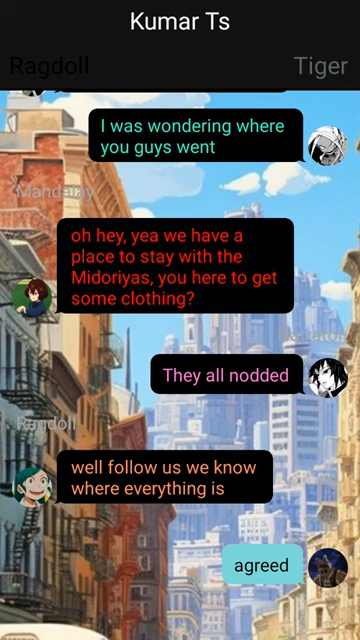 Kumar Ts
Ragdoll
Tiger
I was wondering where
you guys went
Mandalay
oh hey, yea we have a
place to stay with the
Midoriyas, you here to get
some clothing?
They all nodded
Ragdoll
well follow us we know
where everything is
agreed